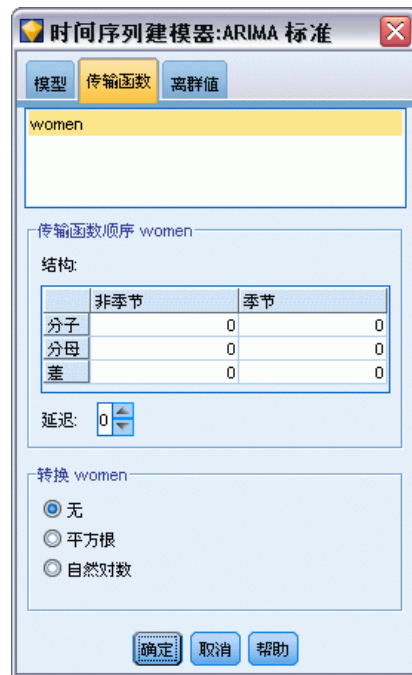 时间序列建模器:ARIMA 标准
模型 传输函数 离群值
women
传输函数顺序 women
结构:
非季节 季节
分子 0 0
分母 0 0
差 0 0
延迟: 0
转换 women
无
平方根
自然对数
确定 取消 帮助